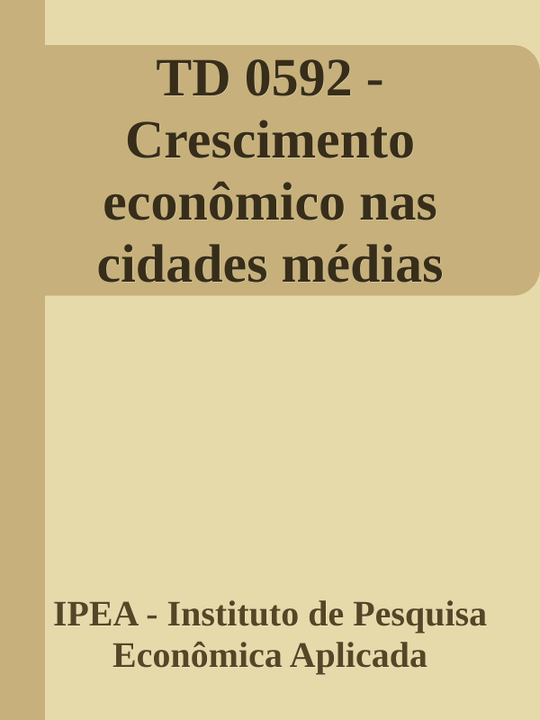 TD 0592 -
Crescimento
econômico nas
cidades médias
IPEA - Instituto de Pesquisa
Econômica Aplicada